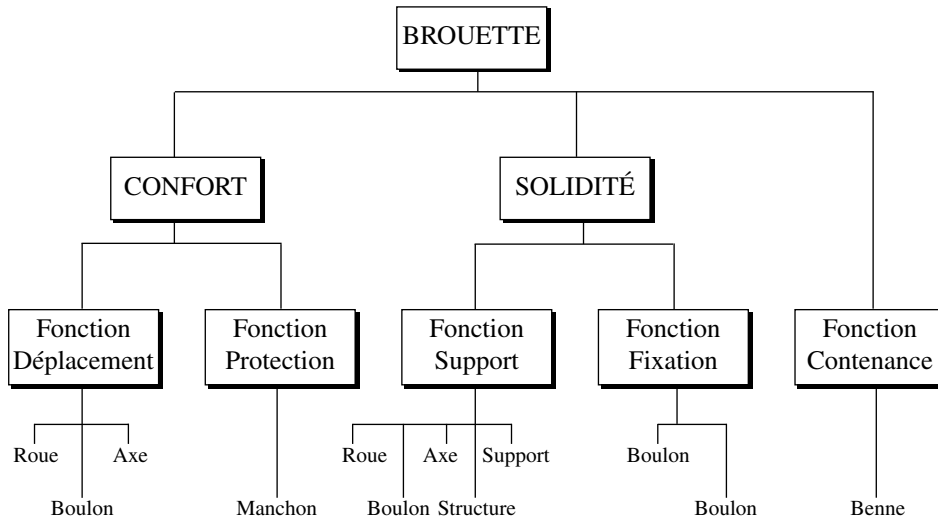 BROUETTE
CONFORT
SOLIDITÉ
Fonction
Déplacement
Fonction
Protection
Fonction
Support
Fonction
Fixation
Fonction
Contenance
Roue
Axe
Roue
Axe
Support
Boulon
Boulon
Manchon
Boulon
Structure
Boulon
Benne